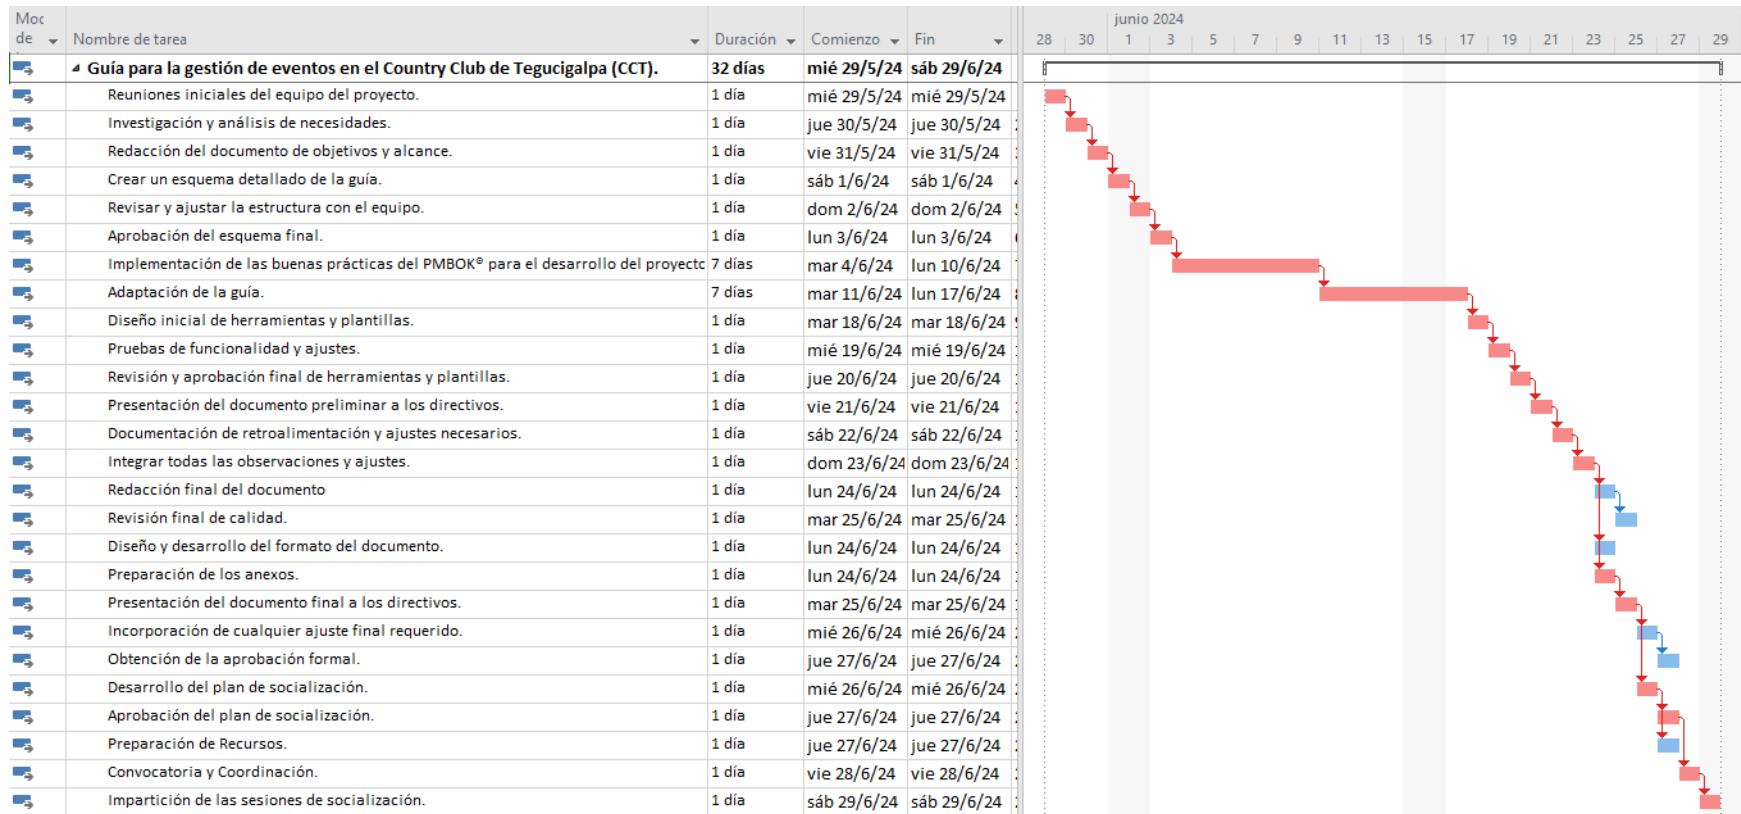 Moc
de Nombre de tarea Duración Comienzo Fin junio 2024
28 30 1 3 5 7 9 11 13 15 17 19 21 23 25 27 29
Guía para la gestión de eventos en el Country Club de Tegucigalpa (CCT). 32 días mié 29/5/24 sáb 29/6/24
Reuniones iniciales del equipo del proyecto. 1 día mié 29/5/24 mié 29/5/24
Investigación y análisis de necesidades. 1 día jue 30/5/24 jue 30/5/24
Redacción del documento de objetivos y alcance. 1 día vie 31/5/24 vie 31/5/24
Crear un esquema detallado de la guía. 1 día sáb 1/6/24 sáb 1/6/24
Revisar y ajustar la estructura con el equipo. 1 día dom 2/6/24 dom 2/6/24
Aprobación del esquema final. 1 día lun 3/6/24 lun 3/6/24
Implementación de las buenas prácticas del PMBOK® para el desarrollo del proyecto 7 días mar 4/6/24 lun 10/6/24
Adaptación de la guía. 7 días mar 11/6/24 lun 17/6/24
Diseño inicial de herramientas y plantillas. 1 día mar 18/6/24 mar 18/6/24
Pruebas de funcionalidad y ajustes. 1 día mié 19/6/24 mié 19/6/24
Revisión y aprobación final de herramientas y plantillas. 1 día jue 20/6/24 jue 20/6/24
Presentación del documento preliminar a los directivos. 1 día vie 21/6/24 vie 21/6/24
Documentación de retroalimentación y ajustes necesarios. 1 día sáb 22/6/24 sáb 22/6/24
Integrar todas las observaciones y ajustes. 1 día dom 23/6/24 dom 23/6/24
Redacción final del documento 1 día lun 24/6/24 lun 24/6/24
Revisión final de calidad. 1 día mar 25/6/24 mar 25/6/24
Diseño y desarrollo del formato del documento. 1 día lun 24/6/24 lun 24/6/24
Preparación de los anexos. 1 día lun 24/6/24 lun 24/6/24
Presentación del documento final a los directivos. 1 día mar 25/6/24 mar 25/6/24
Incorporación de cualquier ajuste final requerido. 1 día mié 26/6/24 mié 26/6/24
Obtención de la aprobación formal. 1 día jue 27/6/24 jue 27/6/24
Desarrollo del plan de socialización. 1 día mié 26/6/24 mié 26/6/24
Aprobación del plan de socialización. 1 día jue 27/6/24 jue 27/6/24
Preparación de Recursos. 1 día jue 27/6/24 jue 27/6/24
Convocatoria y Coordinación. 1 día vie 28/6/24 vie 28/6/24
Impartición de las sesiones de socialización. 1 día sáb 29/6/24 sáb 29/6/24